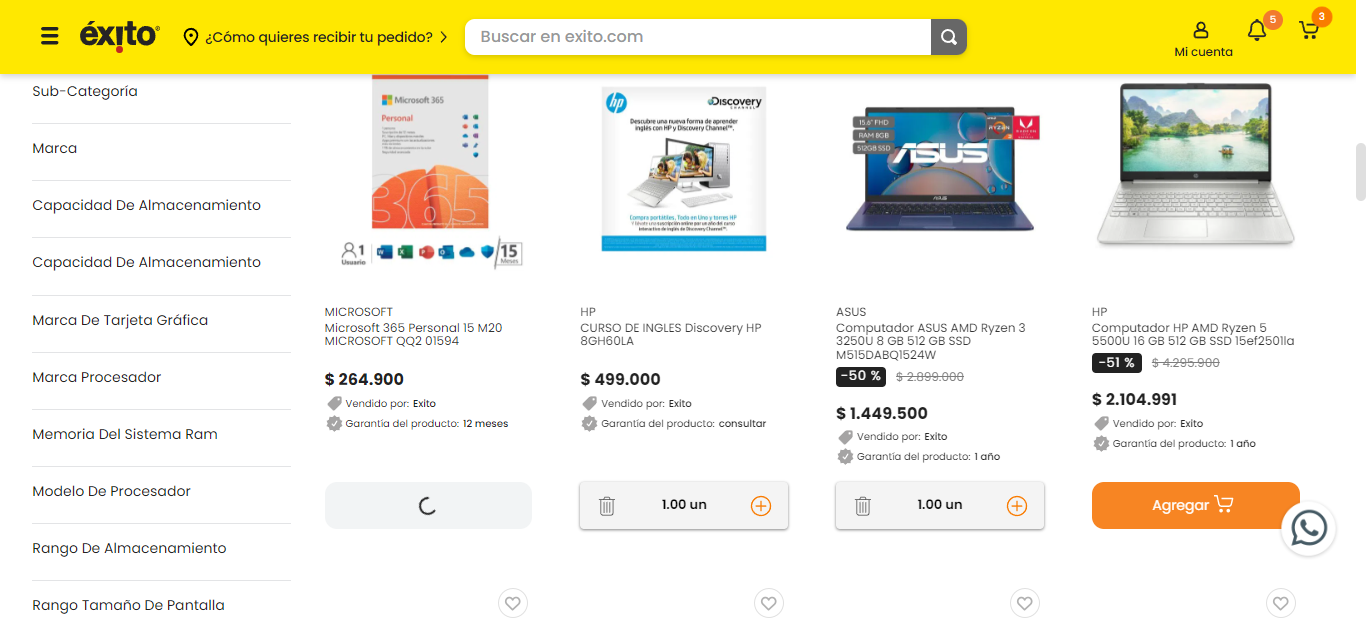 éxito
¿Cómo quieres recibir tu pedido?
Buscar en exito.com
Mi cuenta
5
3
Sub-Categoría
Marca
Capacidad De Almacenamiento
Capacidad De Almacenamiento
Marca De Tarjeta Gráfica
Marca Procesador
Memoria Del Sistema Ram
Modelo De Procesador
Rango De Almacenamiento
Rango Tamaño De Pantalla
Microsoft 365
Personal
365
1
Usuario
15
Meses
MICROSOFT
Microsoft 365 Personal 15 M20
MICROSOFT QQ2 01594
$ 264.900
Vendido por: Exito
Garantía del producto: 12 meses
hp
Discovery
CHANNEL
Descubre una nueva forma de aprender
inglés con HP y Discovery Channel™.
Compra portátiles, Todo en Uno y torres HP
HP
CURSO DE INGLES Discovery HP
8GH60LA
$ 499.000
Vendido por: Exito
Garantía del producto: consultar
1.00 un
15.6" FHD
RAM 8GB
512GB SSD
RYZEN
ASUS
ASUS
Computador ASUS AMD Ryzen 3
3250U 8 GB 512 GB SSD
M515DABQ1524W
-50 % $ 2.899.000
$ 1.449.500
Vendido por: Exito
Garantía del producto: 1 año
1.00 un
HP
Computador HP AMD Ryzen 5
5500U 16 GB 512 GB SSD 15ef2501la
-51 % $ 4.295.900
$ 2.104.991
Vendido por: Exito
Garantía del producto: 1 año
Agregar